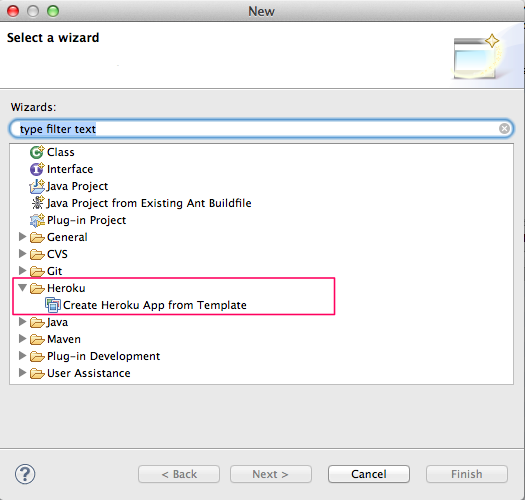 New
Select a wizard
Wizards:
type filter text
Class
Interface
Java Project
Java Project from Existing Ant Buildfile
Plug-in Project
General
CVS
Git
Heroku
Create Heroku App from Template
Java
Maven
Plug-in Development
User Assistance
? < Back Next > Cancel Finish